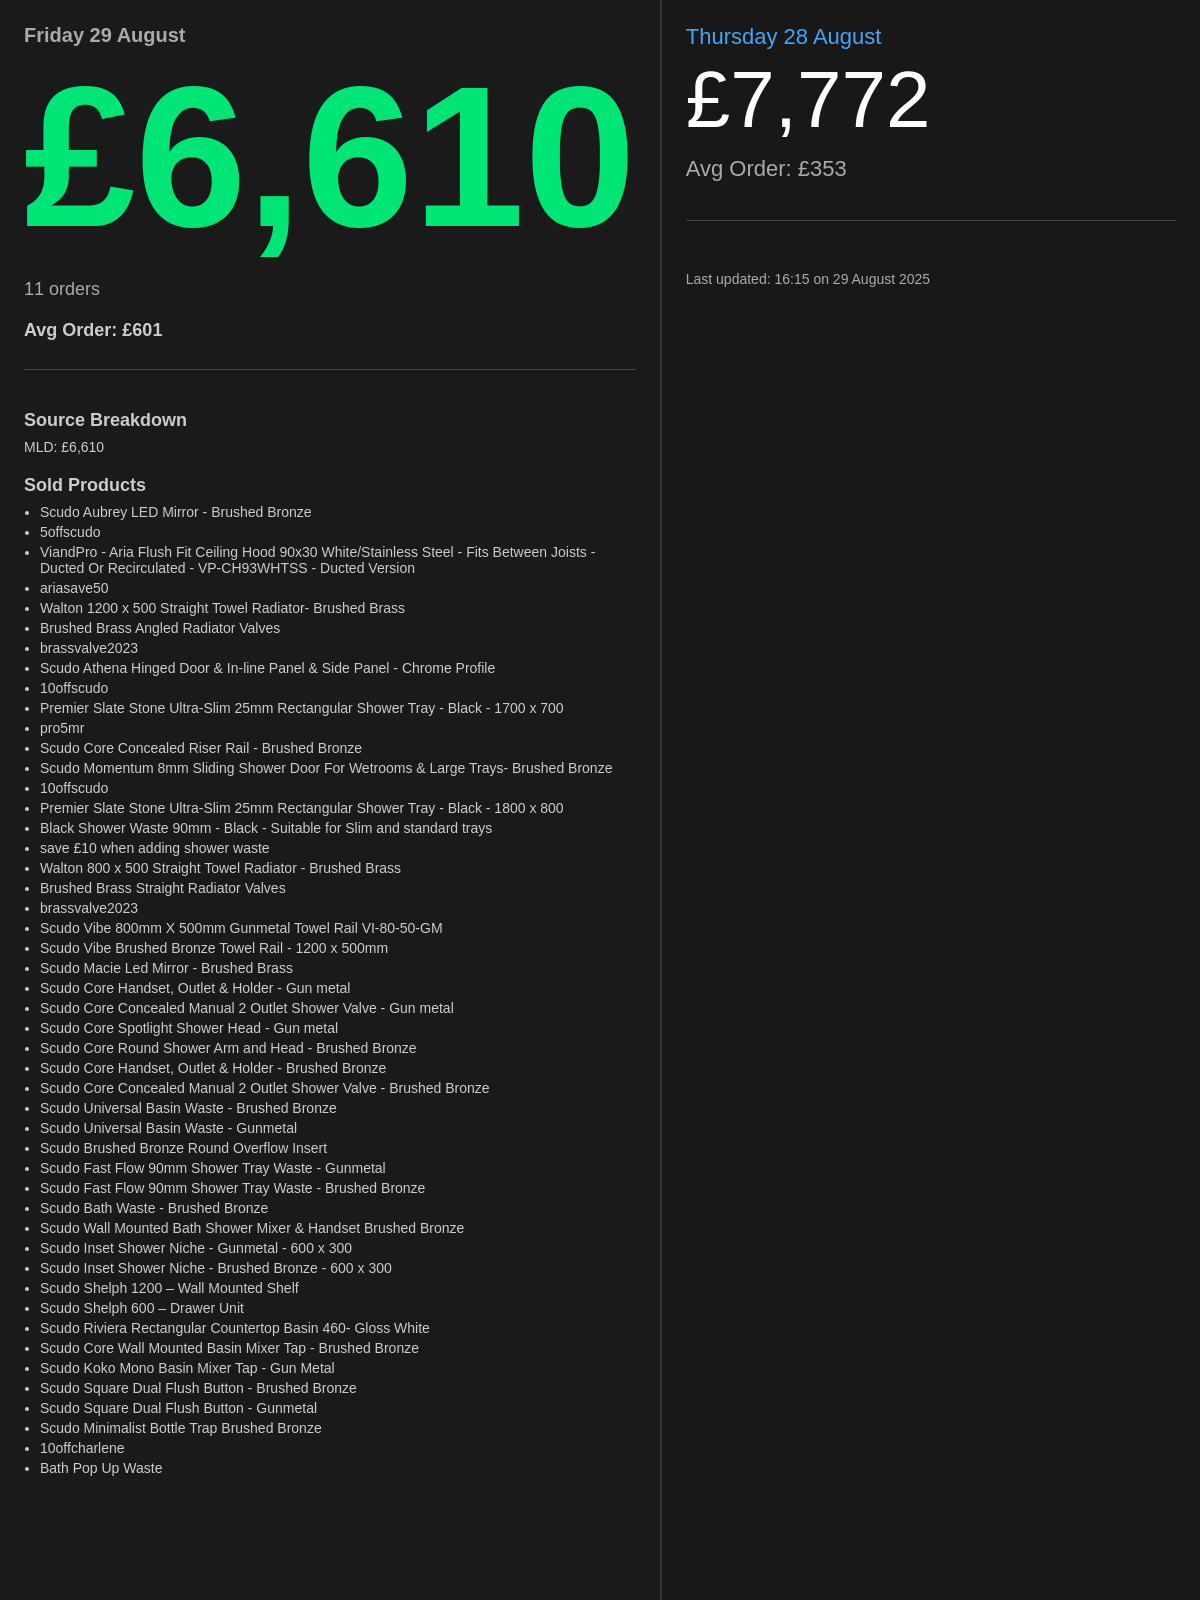 Friday 29 August
£6,610
11 orders
Avg Order: £601
Source Breakdown
MLD: £6,610
Sold Products
Scudo Aubrey LED Mirror - Brushed Bronze
5offscudo
ViandPro - Aria Flush Fit Ceiling Hood 90x30 White/Stainless Steel - Fits Between Joists -
Ducted Or Recirculated - VP-CH93WHTSS - Ducted Version
ariasave50
Walton 1200 x 500 Straight Towel Radiator- Brushed Brass
Brushed Brass Angled Radiator Valves
brassvalve2023
Scudo Athena Hinged Door & In-line Panel & Side Panel - Chrome Profile
10offscudo
Premier Slate Stone Ultra-Slim 25mm Rectangular Shower Tray - Black - 1700 x 700
pro5mr
Scudo Core Concealed Riser Rail - Brushed Bronze
Scudo Momentum 8mm Sliding Shower Door For Wetrooms & Large Trays- Brushed Bronze
10offscudo
Premier Slate Stone Ultra-Slim 25mm Rectangular Shower Tray - Black - 1800 x 800
Black Shower Waste 90mm - Black - Suitable for Slim and standard trays
save £10 when adding shower waste
Walton 800 x 500 Straight Towel Radiator - Brushed Brass
Brushed Brass Straight Radiator Valves
brassvalve2023
Scudo Vibe 800mm X 500mm Gunmetal Towel Rail VI-80-50-GM
Scudo Vibe Brushed Bronze Towel Rail - 1200 x 500mm
Scudo Macie Led Mirror - Brushed Brass
Scudo Core Handset, Outlet & Holder - Gun metal
Scudo Core Concealed Manual 2 Outlet Shower Valve - Gun metal
Scudo Core Spotlight Shower Head - Gun metal
Scudo Core Round Shower Arm and Head - Brushed Bronze
Scudo Core Handset, Outlet & Holder - Brushed Bronze
Scudo Core Concealed Manual 2 Outlet Shower Valve - Brushed Bronze
Scudo Universal Basin Waste - Brushed Bronze
Scudo Universal Basin Waste - Gunmetal
Scudo Brushed Bronze Round Overflow Insert
Scudo Fast Flow 90mm Shower Tray Waste - Gunmetal
Scudo Fast Flow 90mm Shower Tray Waste - Brushed Bronze
Scudo Bath Waste - Brushed Bronze
Scudo Wall Mounted Bath Shower Mixer & Handset Brushed Bronze
Scudo Inset Shower Niche - Gunmetal - 600 x 300
Scudo Inset Shower Niche - Brushed Bronze - 600 x 300
Scudo Shelph 1200 – Wall Mounted Shelf
Scudo Shelph 600 – Drawer Unit
Scudo Riviera Rectangular Countertop Basin 460- Gloss White
Scudo Core Wall Mounted Basin Mixer Tap - Brushed Bronze
Scudo Koko Mono Basin Mixer Tap - Gun Metal
Scudo Square Dual Flush Button - Brushed Bronze
Scudo Square Dual Flush Button - Gunmetal
Scudo Minimalist Bottle Trap Brushed Bronze
10offcharlene
Bath Pop Up Waste
Thursday 28 August
£7,772
Avg Order: £353
Last updated: 16:15 on 29 August 2025